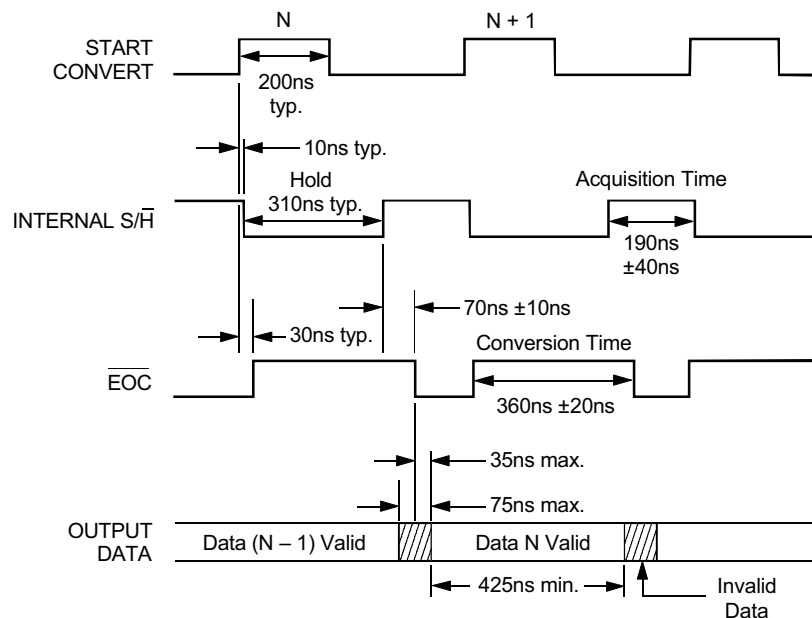 N
N + 1
START
CONVERT
200ns
typ.
10ns typ.
Hold
310ns typ.
Acquisition Time
INTERNAL S/H̅
190ns
±40ns
70ns ±10ns
30ns typ.
Conversion Time
E̅O̅C̅
360ns ±20ns
35ns max.
75ns max.
OUTPUT
DATA
Data (N – 1) Valid
Data N Valid
425ns min.
Invalid
Data